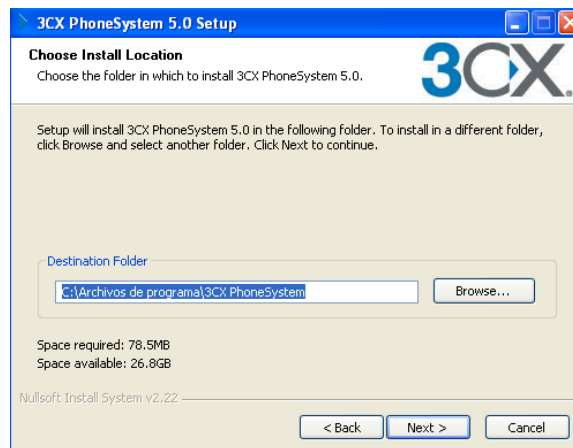 3CX PhoneSystem 5.0 Setup
Choose Install Location
Choose the folder in which to install 3CX PhoneSystem 5.0.
3CX.
Setup will install 3CX PhoneSystem 5.0 in the following folder. To install in a different folder,
click Browse and select another folder. Click Next to continue.
Destination Folder
C:\Archivos de programa\3CX PhoneSystem
Browse...
Space required: 78.5MB
Space available: 26.8GB
Nullsoft Install System v2.22
< Back
Next >
Cancel